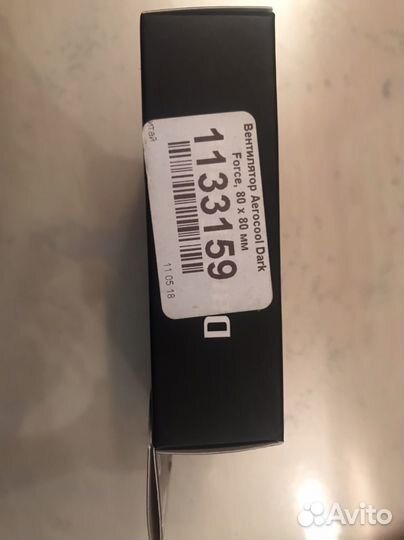 Вентилятор Aerocool Dark
Force, 80 x 80 мм
1133159
11 05 18
D
Avito